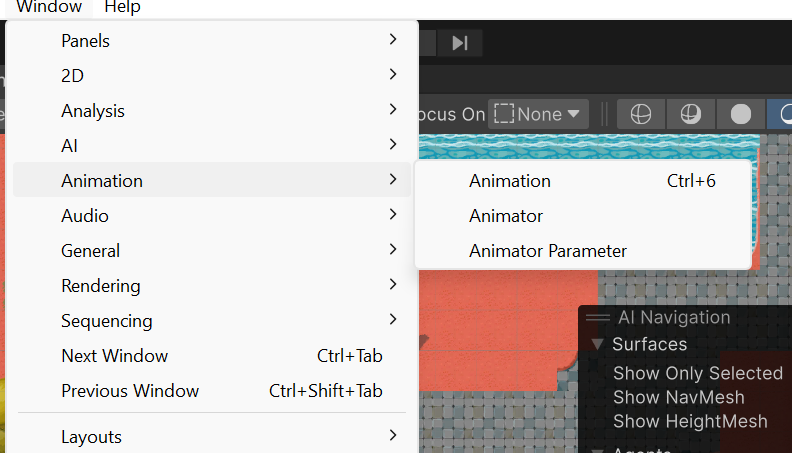 Window Help
Panels
2D
Analysis
AI
Animation
Audio
General
Rendering
Sequencing
Next Window Ctrl+Tab
Previous Window Ctrl+Shift+Tab
Layouts
Animation Ctrl+6
Animator
Animator Parameter
ocus On None
AI Navigation
Surfaces
Show Only Selected
Show NavMesh
Show HeightMesh
Agents